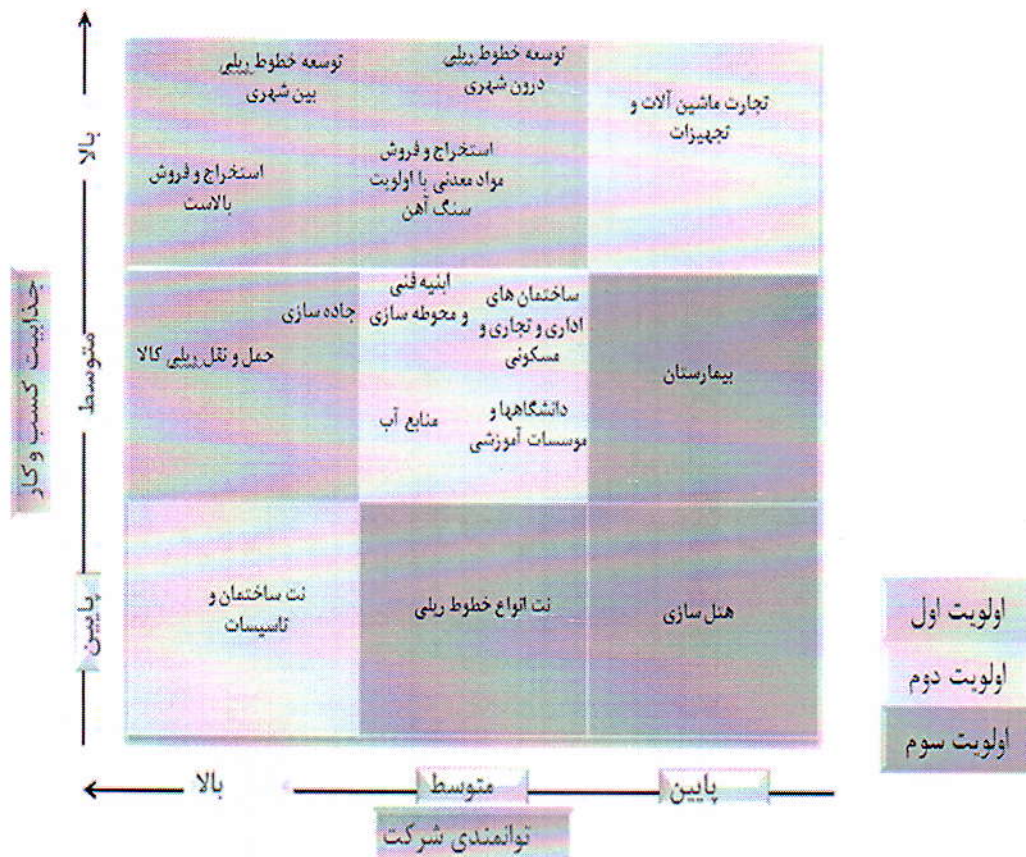 توسعه خطوط ریلی
بین شهری
توسعه خطوط ریلی
درون شهری
تجارت ماشین آلات و
تجهیزات
استخراج و فروش
بالاست
استخراج و فروش
مواد معدنی با اولویت
سنگ آهن
جاده سازی
حمل و نقل ریلی کالا
ابنیه فنی
و محوطه سازی
ساختمان های
اداری و تجاری و
مسکونی
منابع آب
دانشگاهها و
موسسات آموزشی
بیمارستان
نت ساختمان و
تاسیسات
نت انواع خطوط ریلی
هتل سازی
بالا
متوسط
پایین
جذابیت کسب و کار
بالا
متوسط
پایین
توانمندی شرکت
اولویت اول
اولویت دوم
اولویت سوم